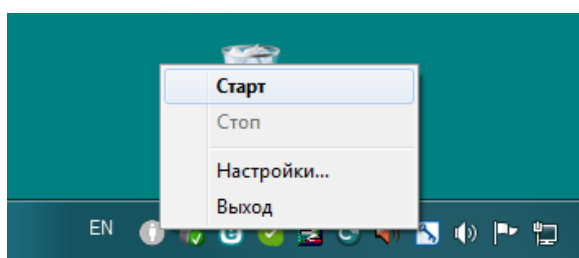 Старт
Стоп
Настройки...
Выход
EN